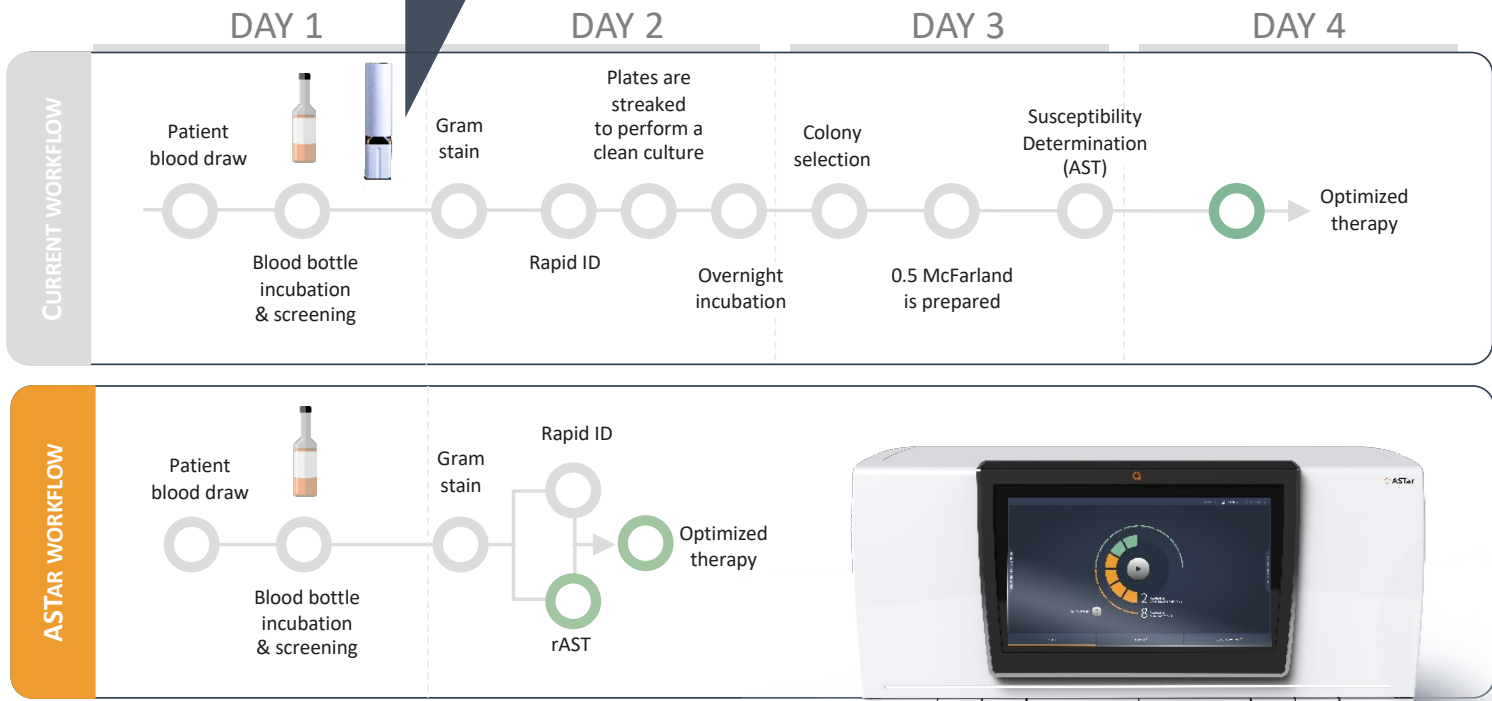 DAY 1
DAY 2
DAY 3
DAY 4
CURRENT WORKFLOW
Patient
blood draw
Blood bottle
incubation
& screening
Gram
stain
Rapid ID
Plates are
streaked
to perform a
clean culture
Overnight
incubation
Colony
selection
0.5 McFarland
is prepared
Susceptibility
Determination
(AST)
Optimized
therapy
ASTAR WORKFLOW
Patient
blood draw
Blood bottle
incubation
& screening
Gram
stain
Rapid ID
rAST
Optimized
therapy
ASTar
2
8